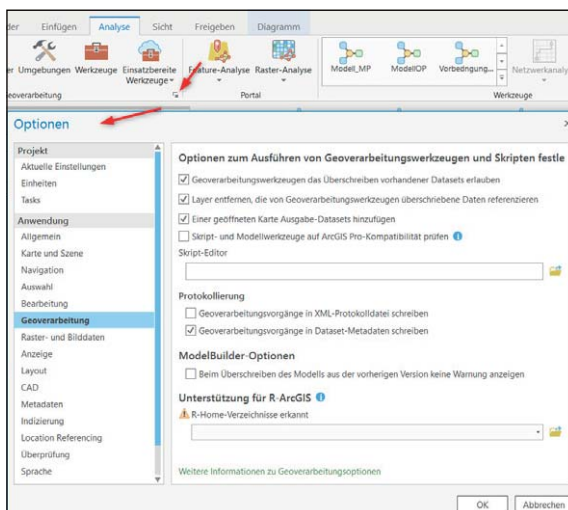 der Einfügen Analyse Sicht Freigeben Diagramm
er Umgebungen Werkzeuge Einsatzbereite Werkzeuge Feature-Analyse Raster-Analyse Modell_MP ModellOP Vorbedingung... Netzwerkanaly
eoverarbeitung Portal Werkzeuge
Optionen
Projekt
Aktuelle Einstellungen
Einheiten
Tasks
Anwendung
Allgemein
Karte und Szene
Navigation
Auswahl
Bearbeitung
Geoverarbeitung
Raster- und Bilddaten
Anzeige
Layout
CAD
Metadaten
Indizierung
Location Referencing
Überprüfung
Sprache
Optionen zum Ausführen von Geoverarbeitungswerkzeugen und Skripten festle
Geoverarbeitungswerkzeugen das Überschreiben vorhandener Datasets erlauben
Layer entfernen, die von Geoverarbeitungswerkzeugen überschriebene Daten referenzieren
Einer geöffneten Karte Ausgabe-Datasets hinzufügen
Skript- und Modellwerkzeuge auf ArcGIS Pro-Kompatibilität prüfen
Skript-Editor
Protokollierung
Geoverarbeitungsvorgänge in XML-Protokolldatei schreiben
Geoverarbeitungsvorgänge in Dataset-Metadaten schreiben
ModelBuilder-Optionen
Beim Überschreiben des Modells aus der vorherigen Version keine Warnung anzeigen
Unterstützung für R-ArcGIS
R-Home-Verzeichnisse erkannt
Weitere Informationen zu Geoverarbeitungsoptionen
OK Abbrechen